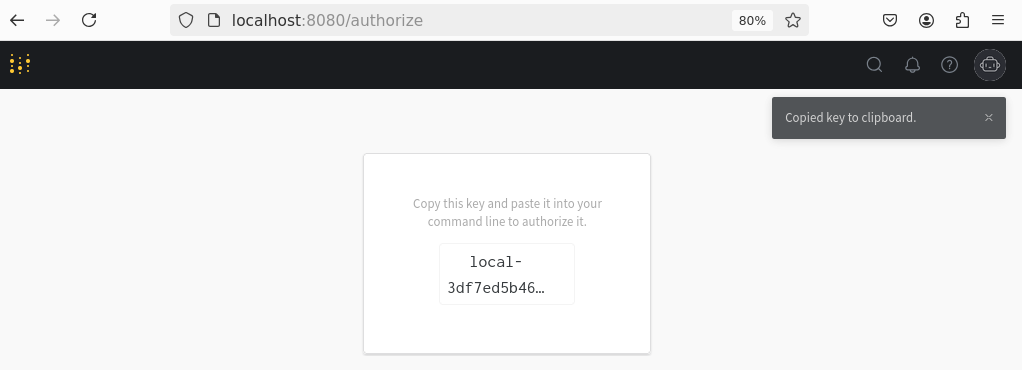 localhost:8080/authorize
80%
Copied key to clipboard.
Copy this key and paste it into your
command line to authorize it.
local-
3df7ed5b46…